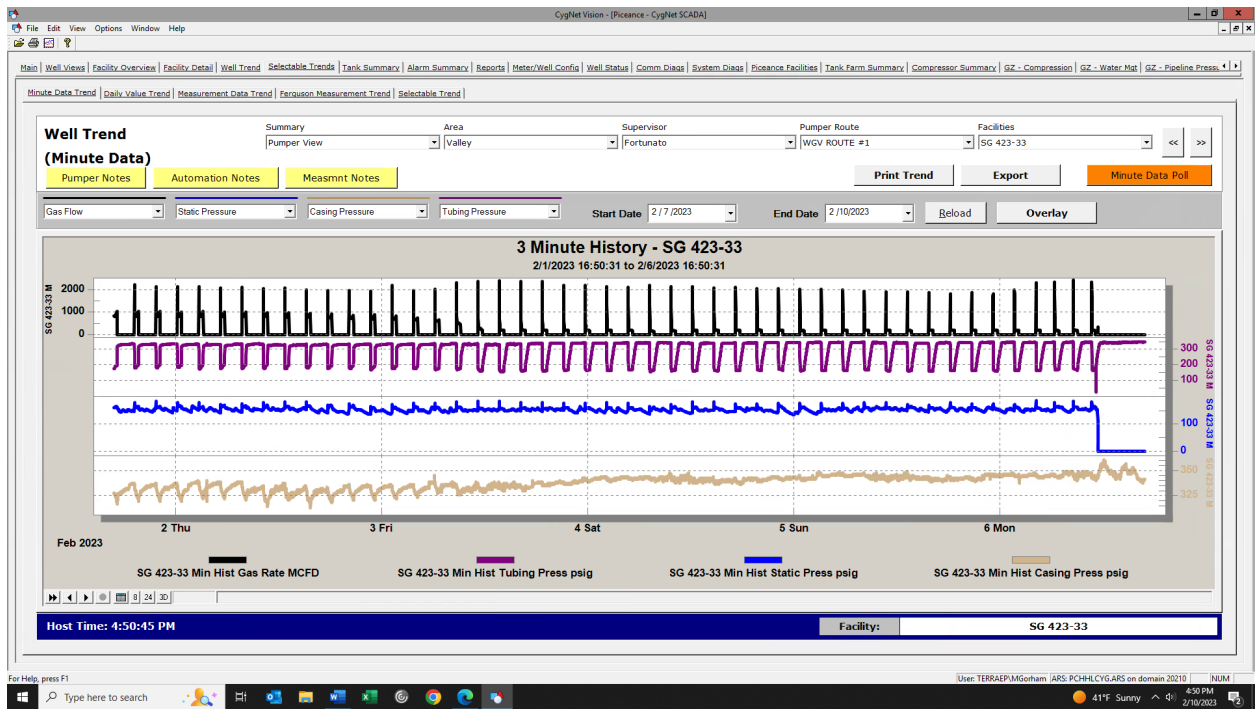 CygNet Vision - [Piceance - CygNet SCADA]
File Edit View Options Window Help
Main Well Views Facility Overview Facility Detail Well Trend Selectable Trends Tank Summary Alarm Summary Reports Meter/Well Config Well Status Comm Diags System Diags Piceance Facilities Tank Farm Summary Compressor Summary GZ - Compression GZ - Water Mgt GZ - Pipeline Pressu
Minute Data Trend Daily Value Trend Measurement Data Trend Ferguson Measurement Trend Selectable Trend
Well Trend
(Minute Data)
Summary Area Supervisor Pumper Route Facilities
Pumper View Valley Fortunato WGV ROUTE #1 SG 423-33 << >>
Pumper Notes Automation Notes Measmnt Notes Print Trend Export Minute Data Poll
Gas Flow Static Pressure Casing Pressure Tubing Pressure Start Date 2 / 7 /2023 End Date 2 /10/2023 Reload Overlay
3 Minute History - SG 423-33
2/1/2023 16:50:31 to 2/6/2023 16:50:31
SG 423-33 M
2000
1000
0
300
200
100
SG 423-33 M
100
0
SG 423-33 M
350
325
SG 423-33 M
2 Thu 3 Fri 4 Sat 5 Sun 6 Mon
Feb 2023
SG 423-33 Min Hist Gas Rate MCFD SG 423-33 Min Hist Tubing Press psig SG 423-33 Min Hist Static Press psig SG 423-33 Min Hist Casing Press psig
8 24 3D
Host Time: 4:50:45 PM Facility: SG 423-33
For Help, press F1 User: TERRAEP\MGorham ARS: PCHHLCYG.ARS on domain 20210 NUM
Type here to search 41°F Sunny 4:50 PM
2/10/2023 2